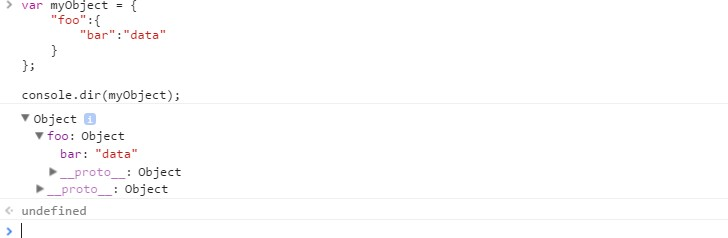 var myObject = {
"foo":{
"bar":"data"
}
};
console.dir(myObject);
Object i
foo: Object
bar: "data"
__proto__: Object
__proto__: Object
undefined